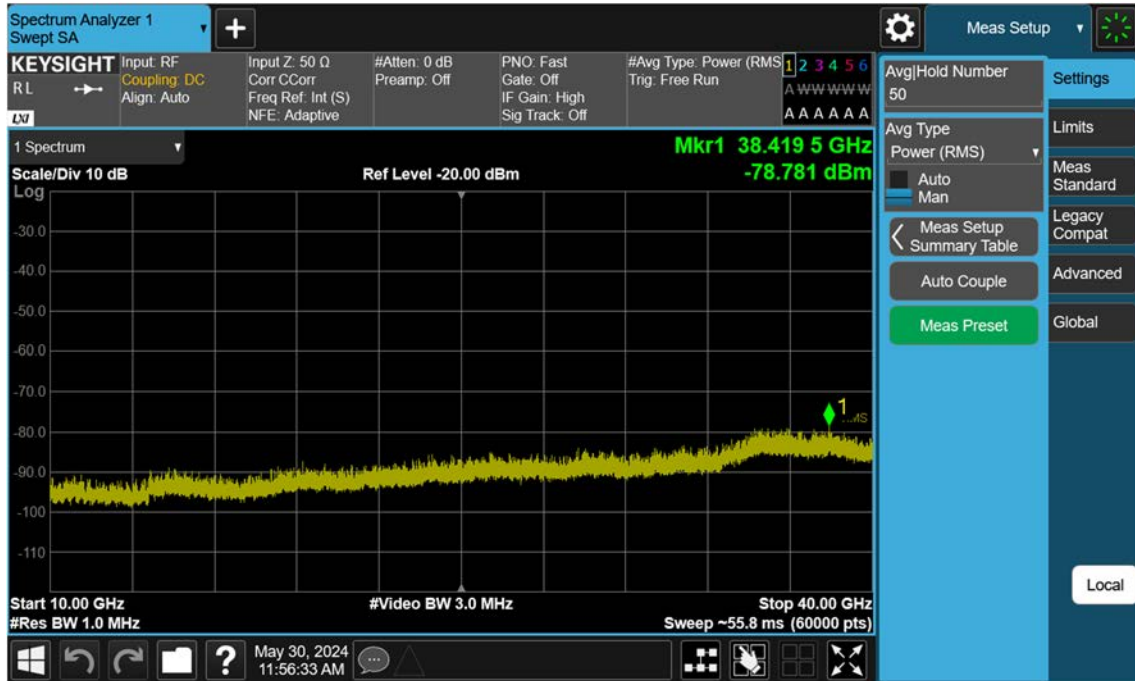 Spectrum Analyzer 1
Swept SA
+
Meas Setup
KEYSIGHT
R L
LXI
Input: RF
Coupling: DC
Align: Auto
Input Z: 50 Ω
Corr CCorr
Freq Ref: Int (S)
NFE: Adaptive
#Atten: 0 dB
Preamp: Off
PNO: Fast
Gate: Off
IF Gain: High
Sig Track: Off
#Avg Type: Power (RMS
Trig: Free Run
1 2 3 4 5 6
A W W W W W
A A A A A A
1 Spectrum
Mkr1 38.419 5 GHz
Scale/Div 10 dB
Ref Level -20.00 dBm
-78.781 dBm
Log
-30.0
-40.0
-50.0
-60.0
-70.0
1
-80.0
-90.0
-100
-110
Start 10.00 GHz
#Video BW 3.0 MHz
Stop 40.00 GHz
#Res BW 1.0 MHz
Sweep ~55.8 ms (60000 pts)
?
May 30, 2024
11:56:33 AM
Avg|Hold Number
50
Avg Type
Power (RMS)
Auto
Man
Meas Setup
Summary Table
Auto Couple
Meas Preset
Settings
Limits
Meas
Standard
Legacy
Compat
Advanced
Global
Local